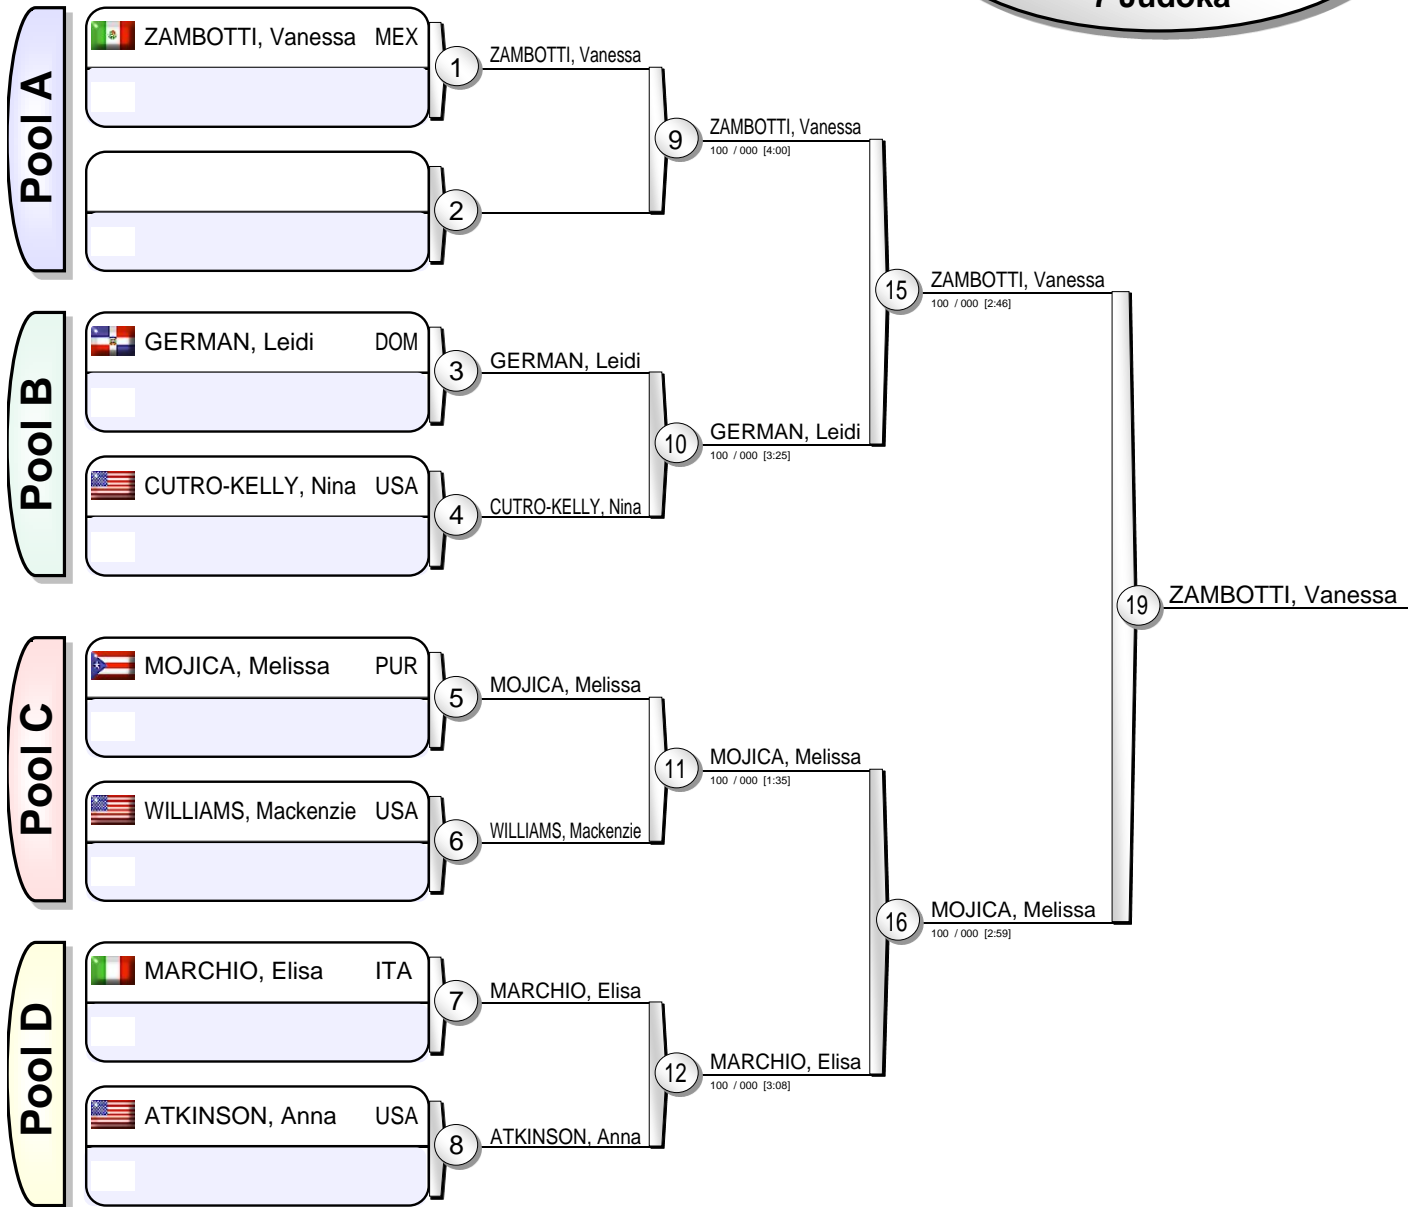 7 Judoka
Pool A
ZAMBOTTI, Vanessa MEX
1
ZAMBOTTI, Vanessa
2
9
ZAMBOTTI, Vanessa
100 / 000 [4:00]
Pool B
GERMAN, Leidi DOM
3
GERMAN, Leidi
CUTRO-KELLY, Nina USA
4
CUTRO-KELLY, Nina
10
GERMAN, Leidi
100 / 000 [3:25]
15
ZAMBOTTI, Vanessa
100 / 000 [2:46]
Pool C
MOJICA, Melissa PUR
5
MOJICA, Melissa
WILLIAMS, Mackenzie USA
6
WILLIAMS, Mackenzie
11
MOJICA, Melissa
100 / 000 [1:35]
Pool D
MARCHIO, Elisa ITA
7
MARCHIO, Elisa
ATKINSON, Anna USA
8
ATKINSON, Anna
12
MARCHIO, Elisa
100 / 000 [3:08]
16
MOJICA, Melissa
100 / 000 [2:59]
19
ZAMBOTTI, Vanessa